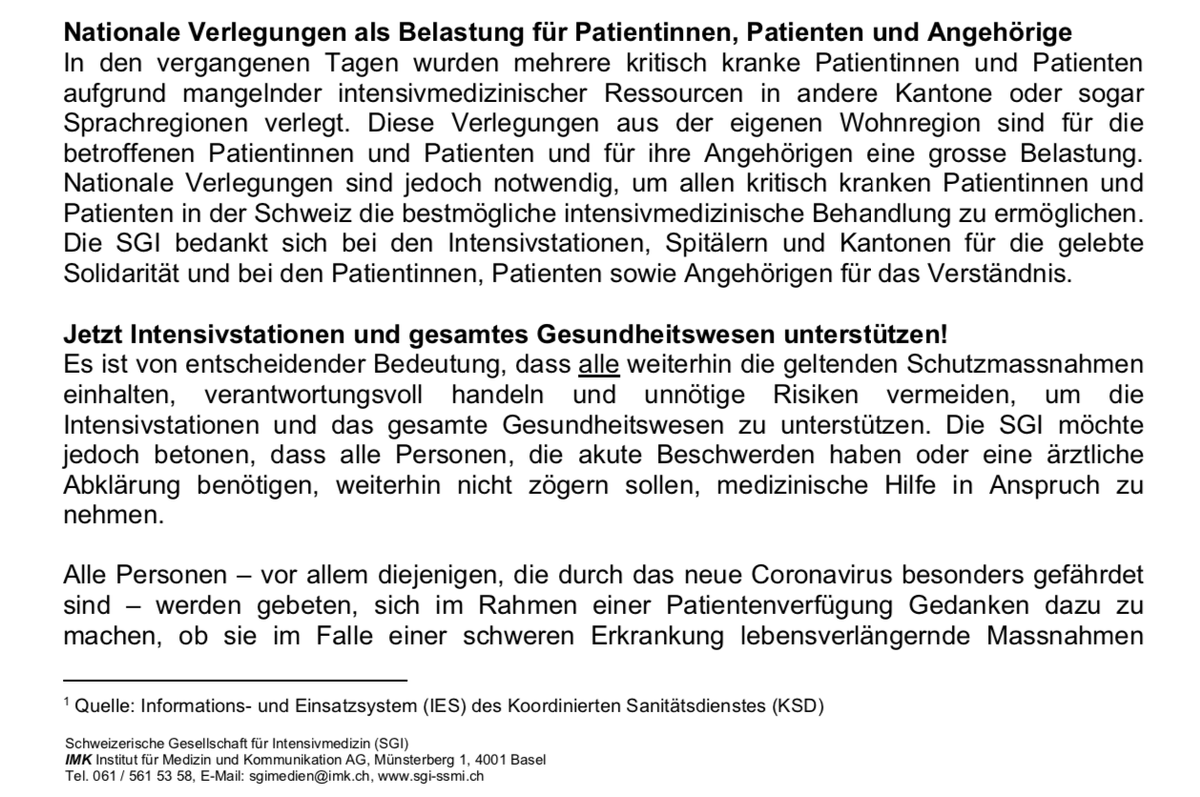 Nationale Verlegungen als Belastung für Patientinnen, Patienten und Angehörige
In den vergangenen Tagen wurden mehrere kritisch kranke Patientinnen und Patienten
aufgrund mangelnder intensivmedizinischer Ressourcen in andere Kantone oder sogar
Sprachregionen verlegt. Diese Verlegungen aus der eigenen Wohnregion sind für die
betroffenen Patientinnen und Patienten und für ihre Angehörigen eine grosse Belastung.
Nationale Verlegungen sind jedoch notwendig, um allen kritisch kranken Patientinnen und
Patienten in der Schweiz die bestmögliche intensivmedizinische Behandlung zu ermöglichen.
Die SGI bedankt sich bei den Intensivstationen, Spitälern und Kantonen für die gelebte
Solidarität und bei den Patientinnen, Patienten sowie Angehörigen für das Verständnis.
Jetzt Intensivstationen und gesamtes Gesundheitswesen unterstützen!
Es ist von entscheidender Bedeutung, dass alle weiterhin die geltenden Schutzmassnahmen
einhalten, verantwortungsvoll handeln und unnötige Risiken vermeiden, um die
Intensivstationen und das gesamte Gesundheitswesen zu unterstützen. Die SGI möchte
jedoch betonen, dass alle Personen, die akute Beschwerden haben oder eine ärztliche
Abklärung benötigen, weiterhin nicht zögern sollen, medizinische Hilfe in Anspruch zu
nehmen.
Alle Personen – vor allem diejenigen, die durch das neue Coronavirus besonders gefährdet
sind – werden gebeten, sich im Rahmen einer Patientenverfügung Gedanken dazu zu
machen, ob sie im Falle einer schweren Erkrankung lebensverlängernde Massnahmen
1 Quelle: Informations- und Einsatzsystem (IES) des Koordinierten Sanitätsdienstes (KSD)
Schweizerische Gesellschaft für Intensivmedizin (SGI)
IMK Institut für Medizin und Kommunikation AG, Münsterberg 1, 4001 Basel
Tel. 061 / 561 53 58, E-Mail: sgimedien@imk.ch, www.sgi-ssmi.ch